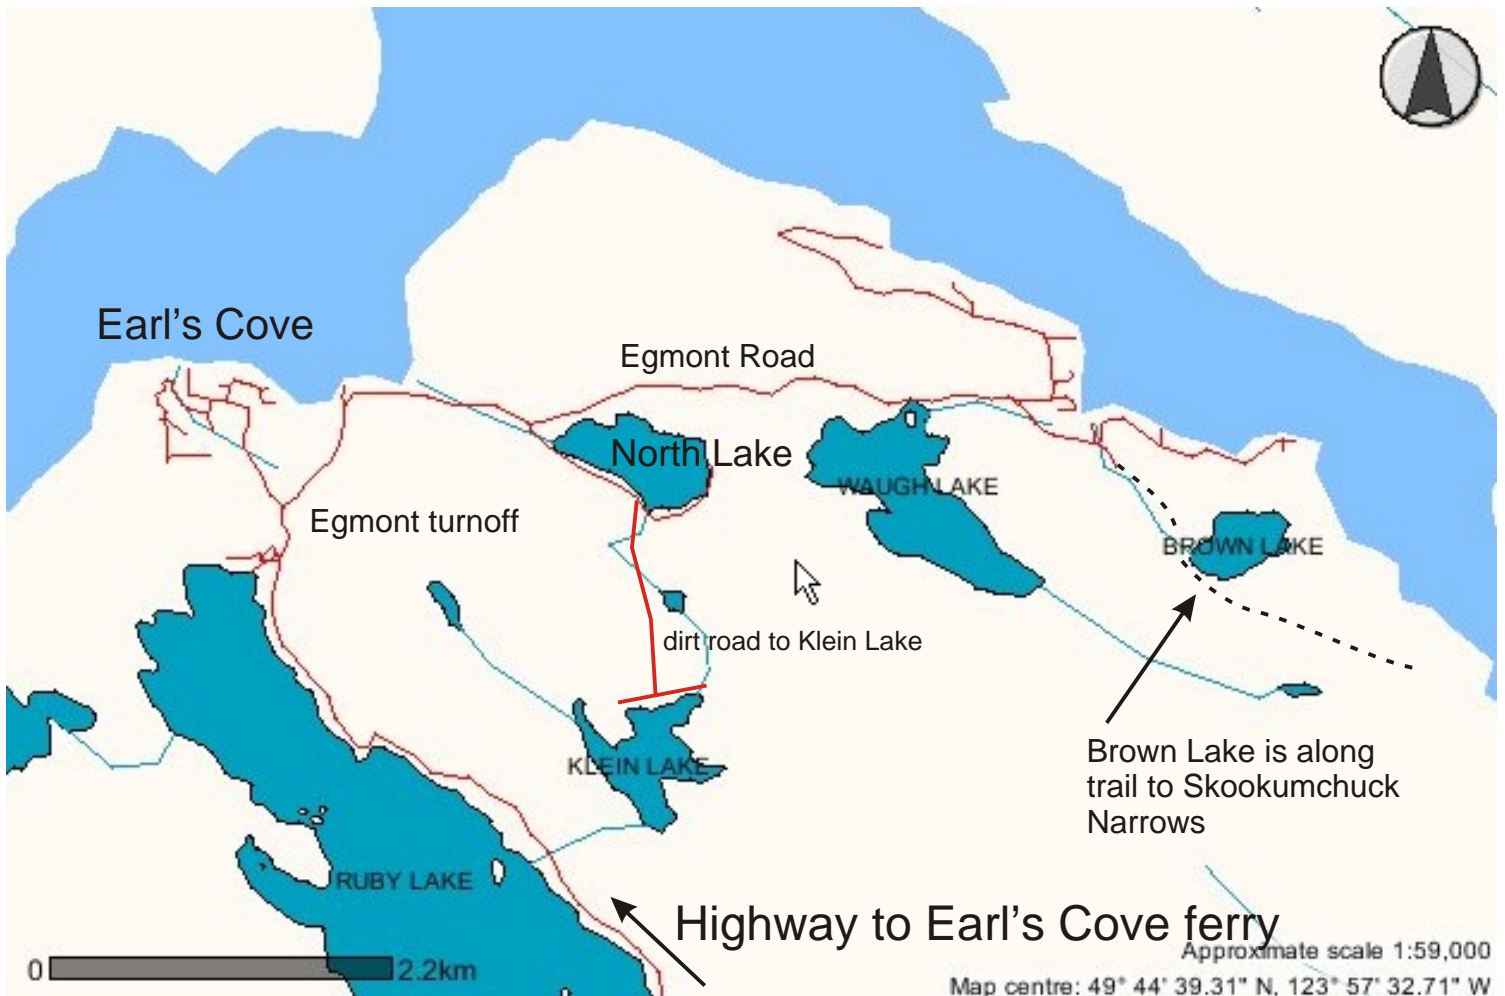 Earl's Cove
Egmont Road
North Lake
WAUGH LAKE
Egmont turnoff
BROWN LAKE
dirt road to Klein Lake
Brown Lake is along
trail to Skookumchuck
Narrows
KLEIN LAKE
RUBY LAKE
Highway to Earl's Cove ferry
Approximate scale 1:59,000
0 2.2km
Map centre: 49° 44' 39.31" N, 123° 57' 32.71" W